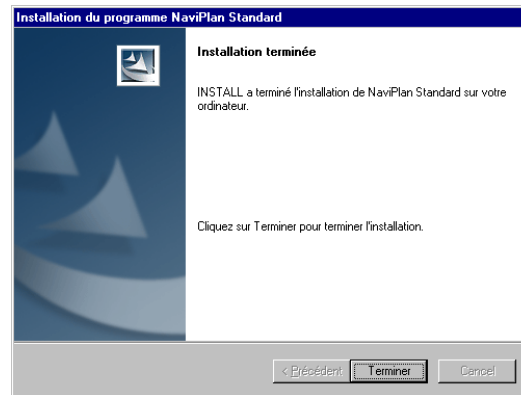 Installation du programme NaviPlan Standard
Installation terminée
INSTALL a terminé l'installation de NaviPlan Standard sur votre
ordinateur.
Cliquez sur Terminer pour terminer l'installation.
< Précédent
Terminer
Cancel